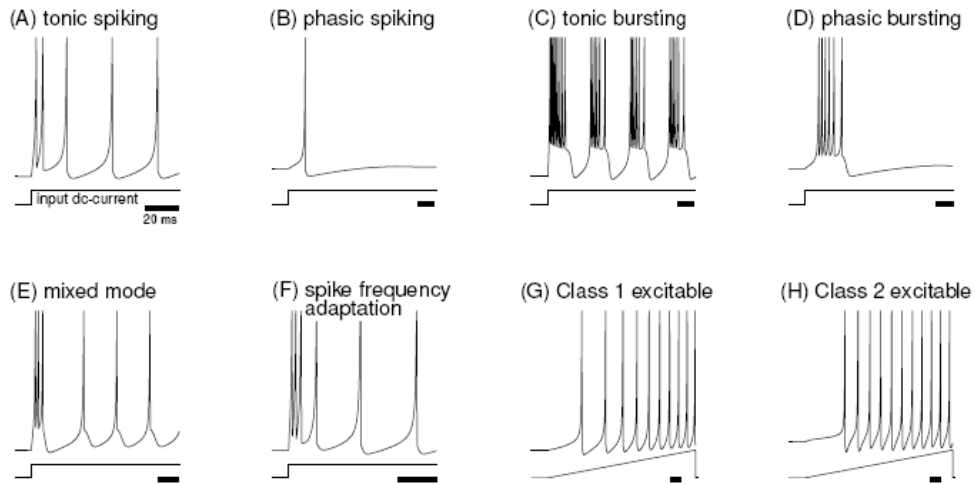 (A) tonic spiking
(B) phasic spiking
(C) tonic bursting
(D) phasic bursting
input dc-current
20 ms
(E) mixed mode
(F) spike frequency
adaptation
(G) Class 1 excitable
(H) Class 2 excitable